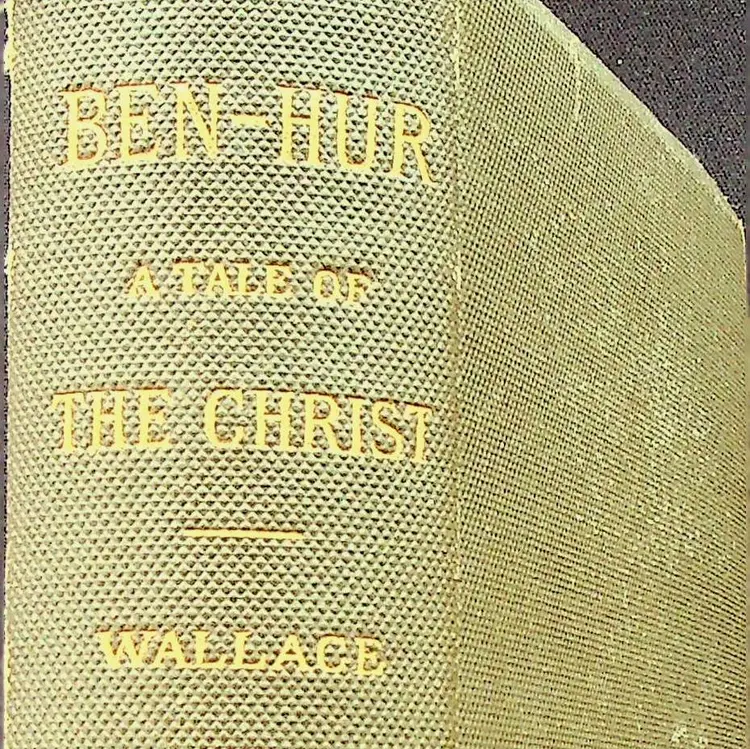 BEN-HUR
A TALE OF
THE CHRIST
WALLACE